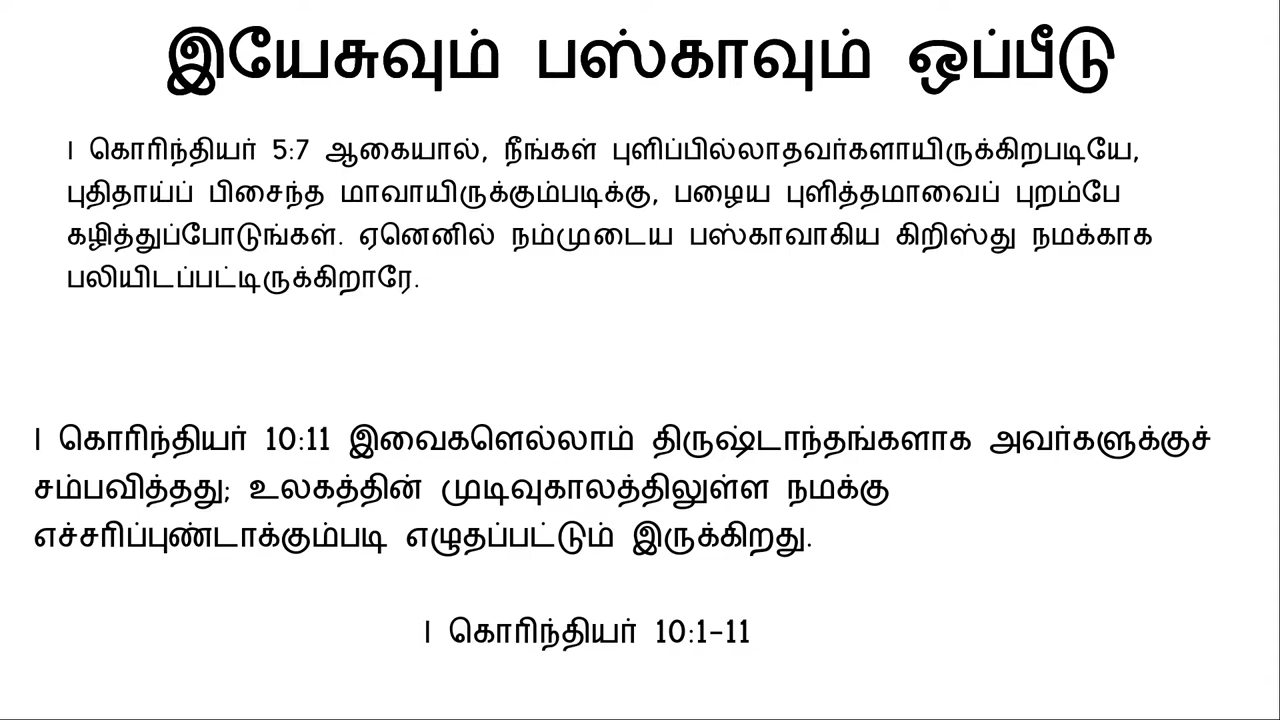 இயேசுவும் பஸ்காவும் ஒப்பீடு
I கொரிந்தியர் 5:7 ஆகையால், நீங்கள் புளிப்பில்லாதவர்களாயிருக்கிறபடியே,
புதிதாய்ப் பிசைந்த மாவாயிருக்கும்படிக்கு, பழைய புளித்தமாவைப் புறம்பே
கழித்துப்போடுங்கள். ஏனெனில் நம்முடைய பஸ்காவாகிய கிறிஸ்து நமக்காக
பலியிடப்பட்டிருக்கிறாரே.
I கொரிந்தியர் 10:11 இவைகளெல்லாம் திருஷ்டாந்தங்களாக அவர்களுக்குச்
சம்பவித்தது; உலகத்தின் முடிவுகாலத்திலுள்ள நமக்கு
எச்சரிப்புண்டாக்கும்படி எழுதப்பட்டும் இருக்கிறது.
I கொரிந்தியர் 10:1-11